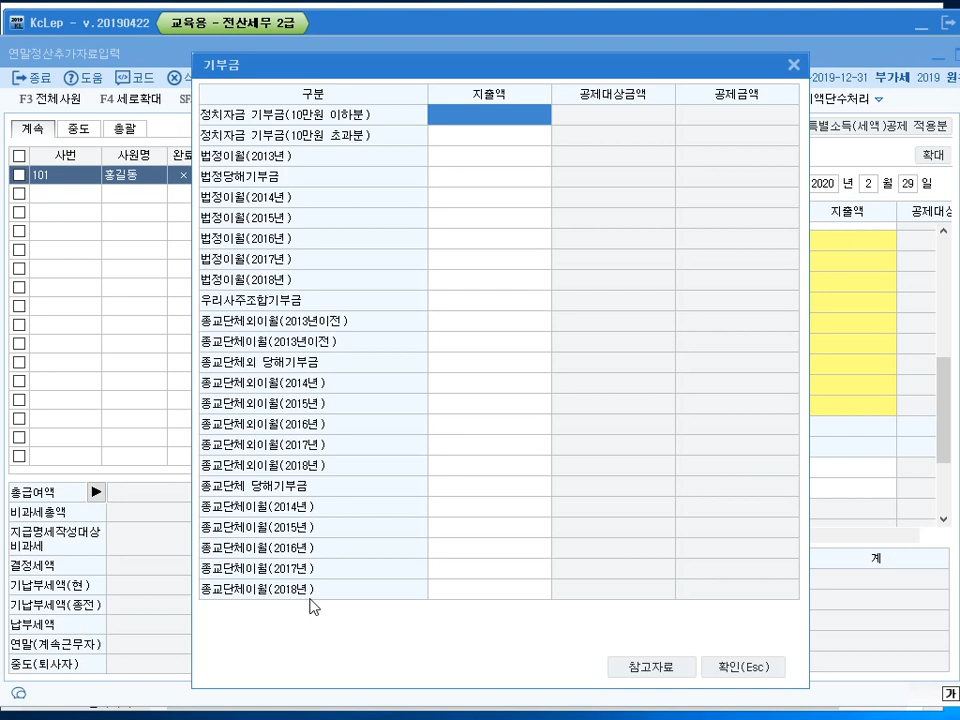 KcLep - v.20190422 교육용 - 전산세무 2급
연말정산추가자료입력
종료 도움 코드 2019-12-31 부가세 2019 원
F3 전체사원 F4 세로확대 SF 액단수처리
계속 중도 총괄 특별소득(세액)공제 적용분
확대
사번 사원명 완료
101 홍길동 ×
2020 년 2 월 29 일
지출액 공제대상
기부금
구분 지출액 공제대상금액 공제금액
정치자금 기부금(10만원 이하분)
정치자금 기부금(10만원 초과분)
법정이월(2013년)
법정당해기부금
법정이월(2014년)
법정이월(2015년)
법정이월(2016년)
법정이월(2017년)
법정이월(2018년)
우리사주조합기부금
종교단체외이월(2013년이전)
종교단체이월(2013년이전)
종교단체외 당해기부금
종교단체외이월(2014년)
종교단체외이월(2015년)
종교단체외이월(2016년)
종교단체외이월(2017년)
종교단체외이월(2018년)
종교단체 당해기부금
종교단체이월(2014년)
종교단체이월(2015년)
종교단체이월(2016년)
종교단체이월(2017년)
종교단체이월(2018년)
참고자료 확인(Esc)
총급여액
비과세총액
지급명세작성대상
비과세
결정세액
기납부세액(현)
기납부세액(종전)
납부세액
연말(계속근무자)
중도(퇴사자)
계
가